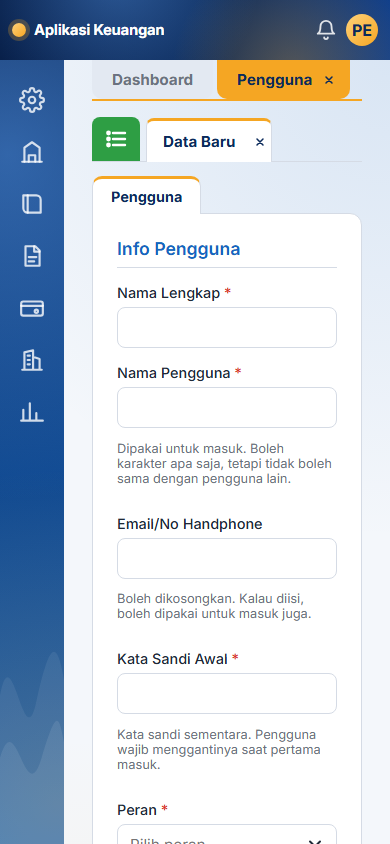 Aplikasi Keuangan
PE
Dashboard
Pengguna ×
Data Baru ×
Pengguna
Info Pengguna
Nama Lengkap *
Nama Pengguna *
Dipakai untuk masuk. Boleh
karakter apa saja, tetapi tidak boleh
sama dengan pengguna lain.
Email/No Handphone
Boleh dikosongkan. Kalau diisi,
boleh dipakai untuk masuk juga.
Kata Sandi Awal *
Kata sandi sementara. Pengguna
wajib menggantinya saat pertama
masuk.
Peran *
Pilih peran